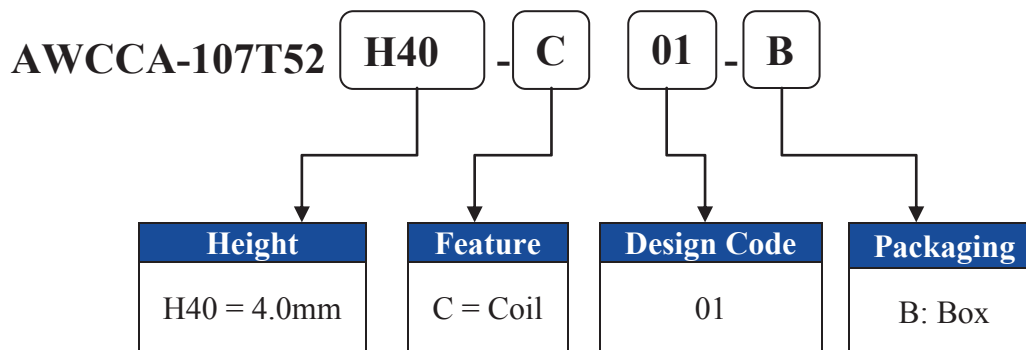 AWCCA-107T52 H40 - C 01 - B
Height Feature Design Code Packaging
H40 = 4.0mm C = Coil 01 B: Box